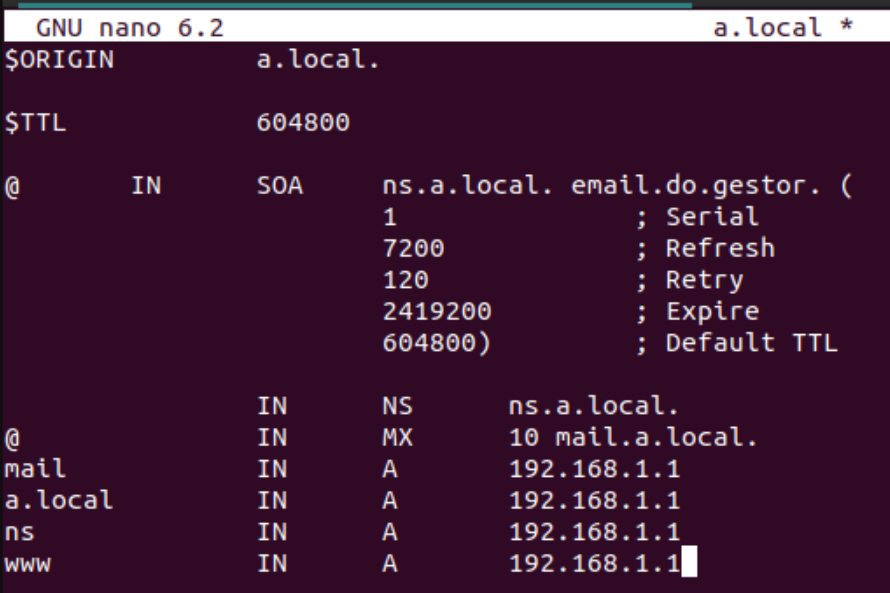 GNU nano 6.2 a.local *
$ORIGIN a.local.
$TTL 604800
@ IN SOA ns.a.local. email.do.gestor. (
1 ; Serial
7200 ; Refresh
120 ; Retry
2419200 ; Expire
604800) ; Default TTL
IN NS ns.a.local.
@ IN MX 10 mail.a.local.
mail IN A 192.168.1.1
a.local IN A 192.168.1.1
ns IN A 192.168.1.1
www IN A 192.168.1.1